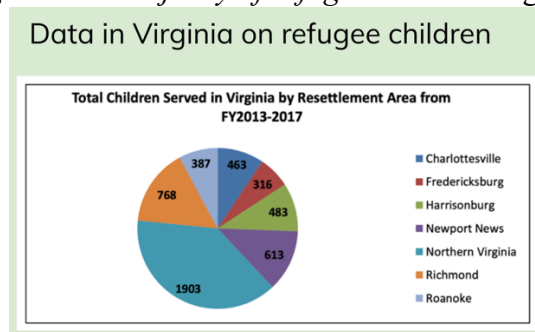 Data in Virginia on refugee children
Total Children Served in Virginia by Resettlement Area from
FY2013-2017
387
463
316
768
483
613
1903
Charlottesville
Fredericksburg
Harrisonburg
Newport News
Northern Virginia
Richmond
Roanoke